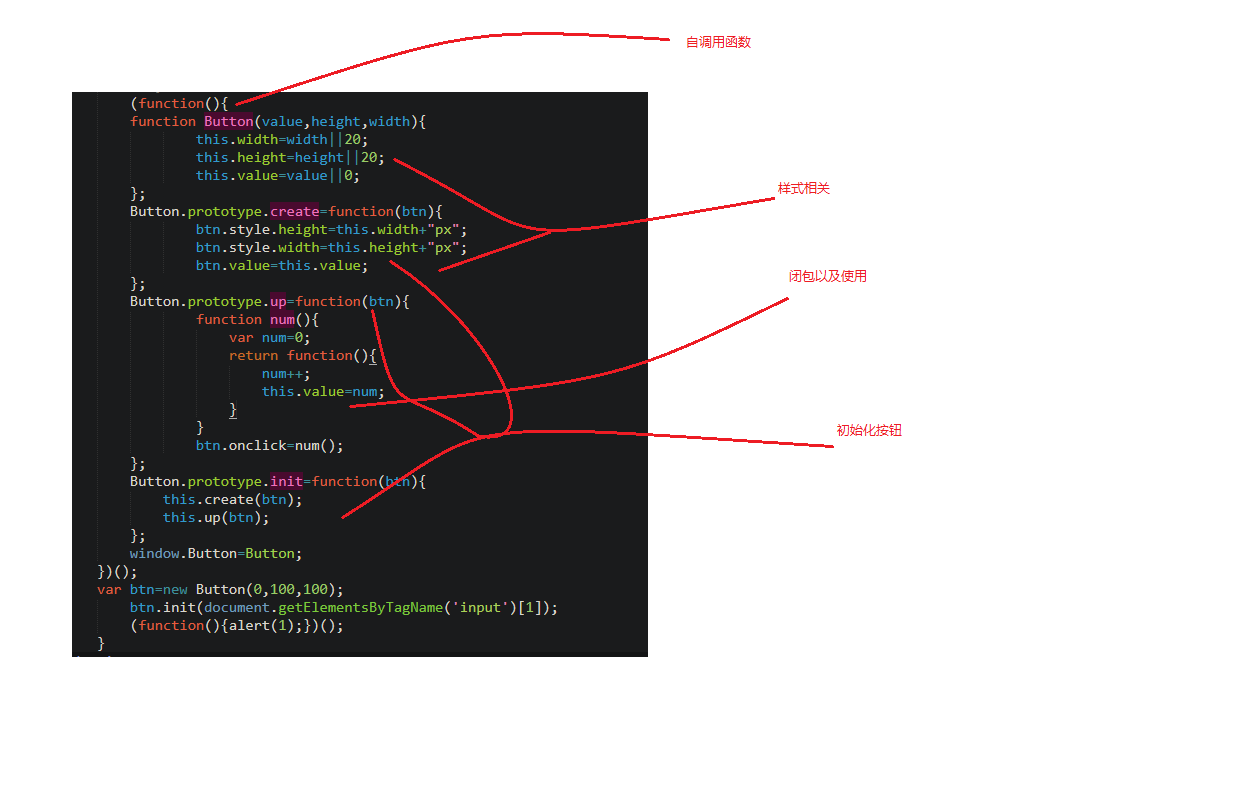 自调用函数
(function(){
function Button(value,height,width){
this.width=width||20;
this.height=height||20;
this.value=value||0;
};
样式相关
Button.prototype.create=function(btn){
btn.style.height=this.width+"px";
btn.style.width=this.height+"px";
btn.value=this.value;
闭包以及使用
};
Button.prototype.up=function(btn){
function num(){
var num=0;
return function(){
num++;
this.value=num;
}
}
初始化按钮
btn.onclick=num();
};
Button.prototype.init=function(btn){
this.create(btn);
this.up(btn);
};
window.Button=Button;
})();
var btn=new Button(0,100,100);
btn.init(document.getElementsByTagName('input')[1]);
(function(){alert(1);})();
}